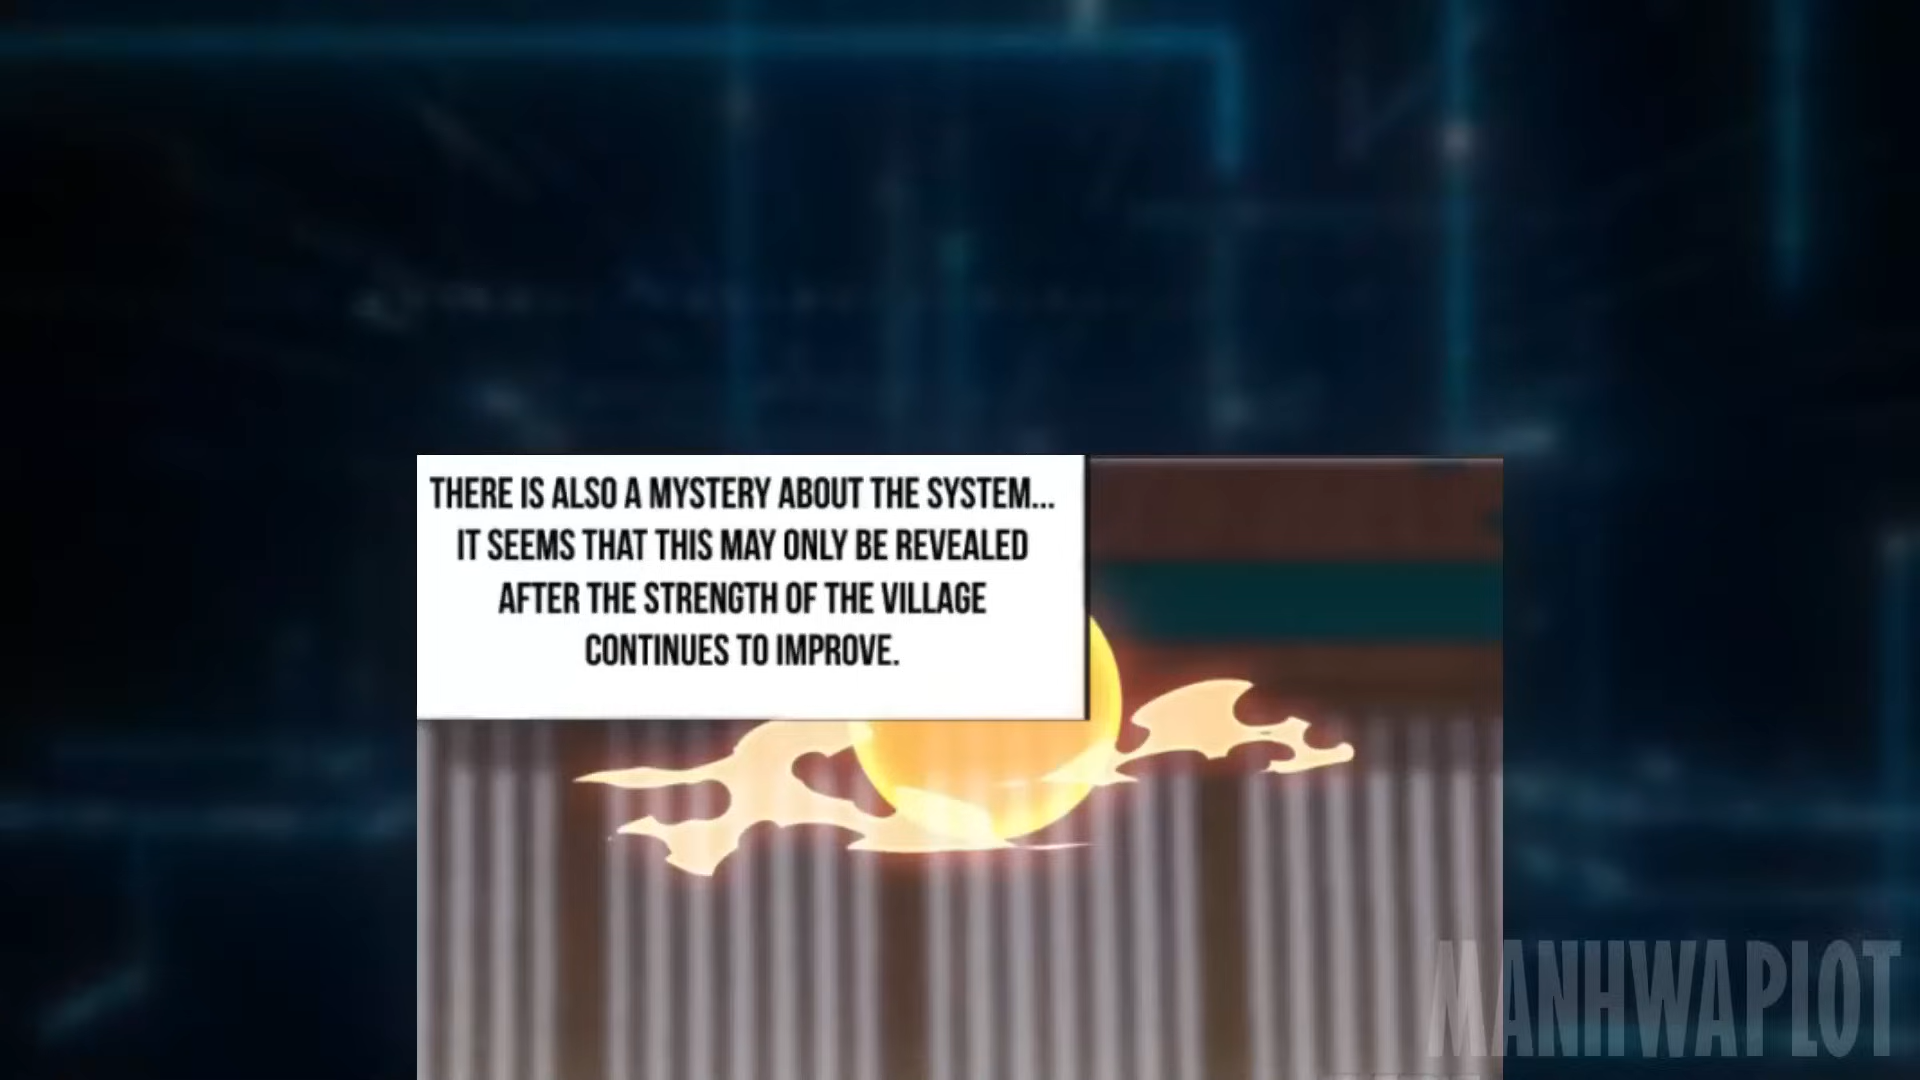 THERE IS ALSO A MYSTERY ABOUT THE SYSTEM...
IT SEEMS THAT THIS MAY ONLY BE REVEALED
AFTER THE STRENGTH OF THE VILLAGE
CONTINUES TO IMPROVE.
MANHWAPLOT